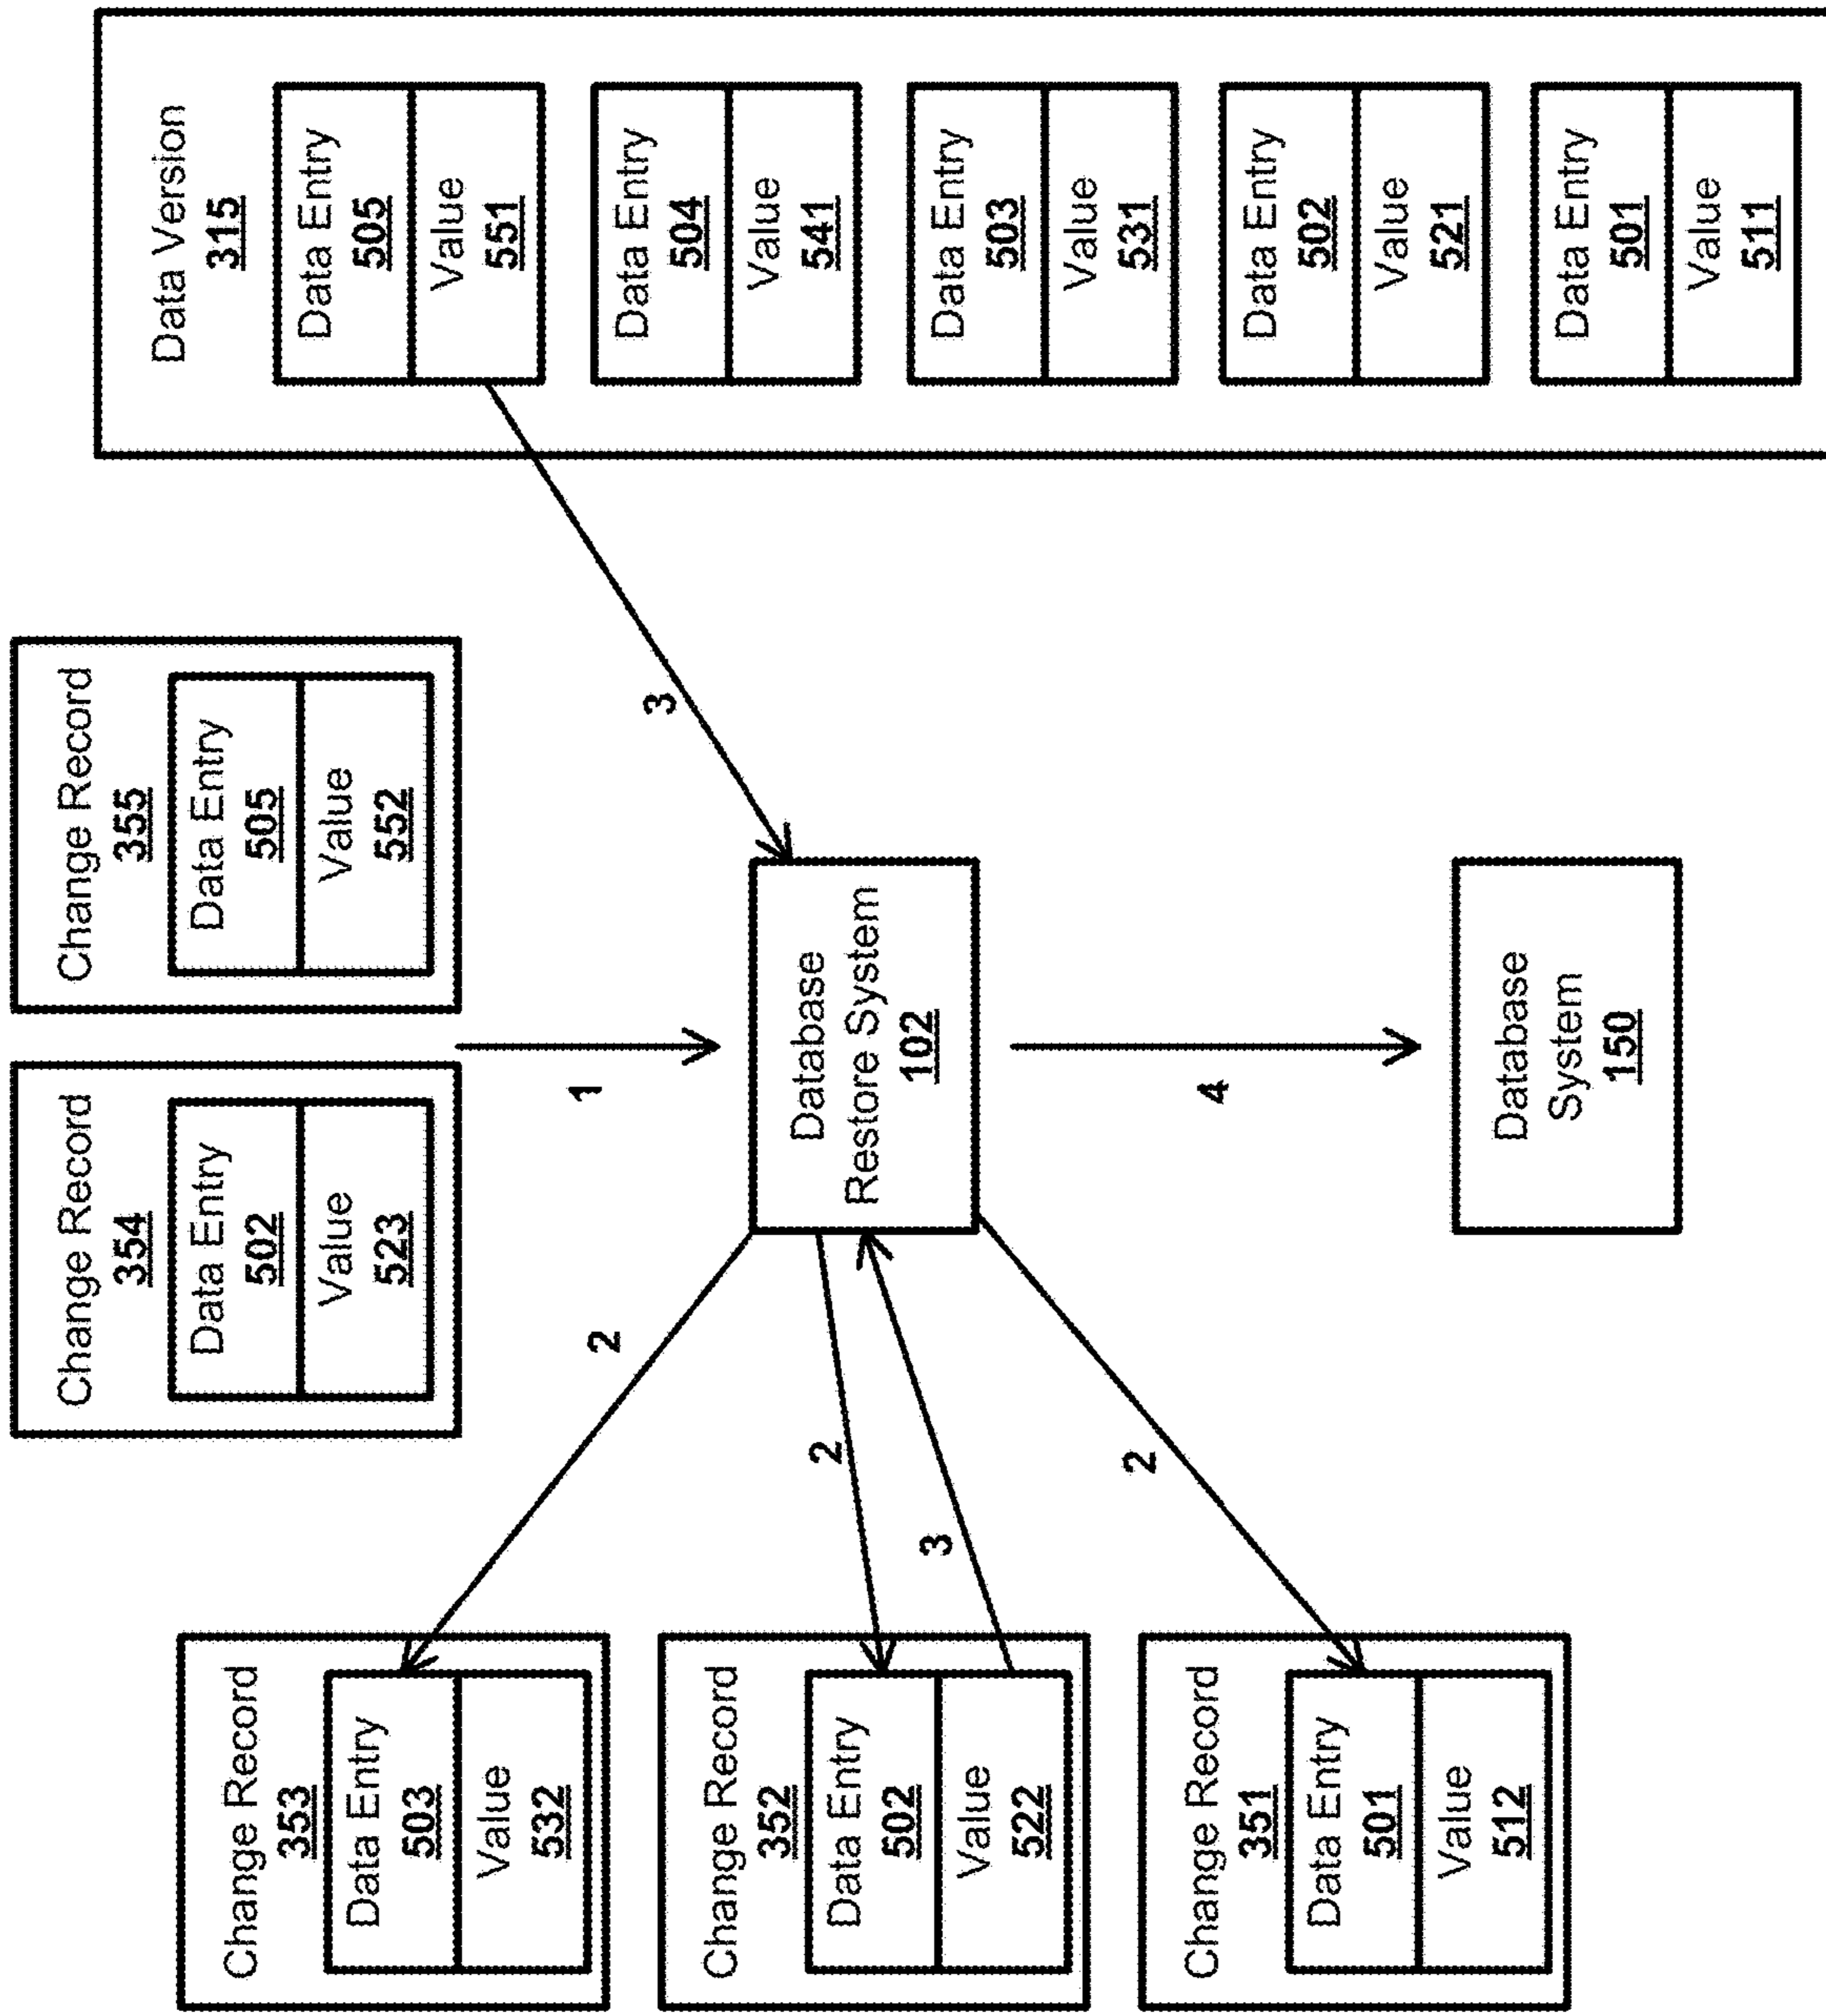 Change Record
353
Data Entry
503
Value
532
Change Record
352
Data Entry
502
Value
522
Change Record
351
Data Entry
501
Value
512
2
2
3
2
Change Record
354
Data Entry
502
Value
523
Change Record
355
Data Entry
505
Value
552
1
Database
Restore System
102
4
Database
System
150
3
Data Version
315
Data Entry
505
Value
551
Data Entry
504
Value
541
Data Entry
503
Value
531
Data Entry
502
Value
521
Data Entry
501
Value
511